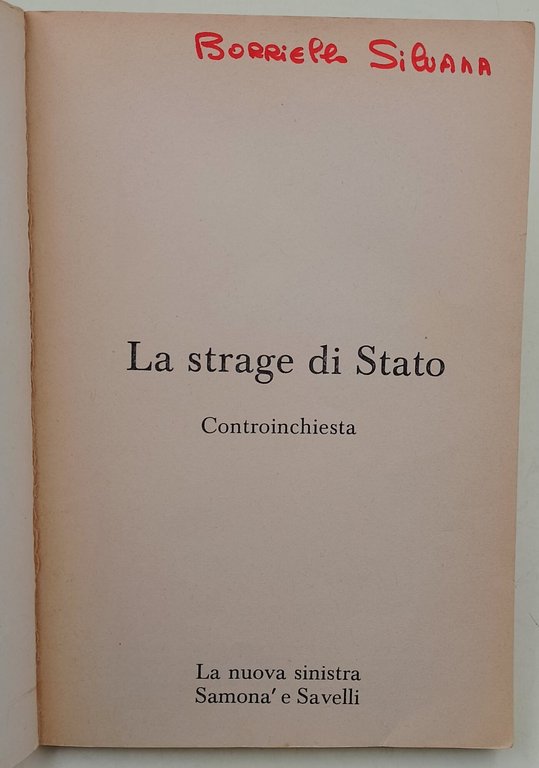 Borriello Silvana
La strage di Stato
Controinchiesta
La nuova sinistra
Samona' e Savelli